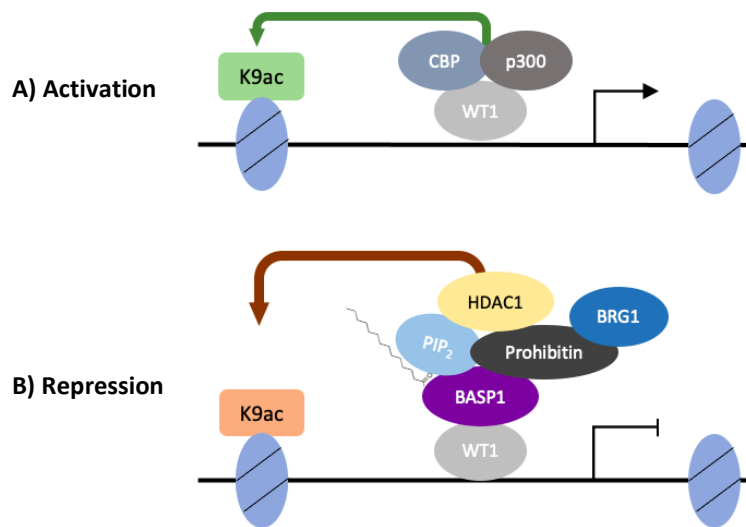 CBP p300
K9ac
A) Activation
WT1
HDAC1
BRG1
PIP2
Prohibitin
B) Repression
BASP1
K9ac
WT1